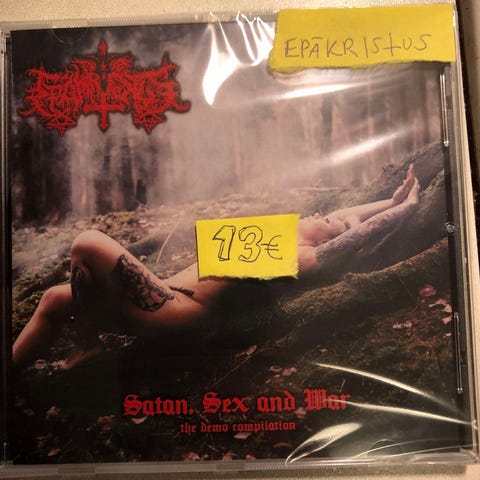 EPÄKRISTUS
13€
Satan, Sex and War
the demo compilation